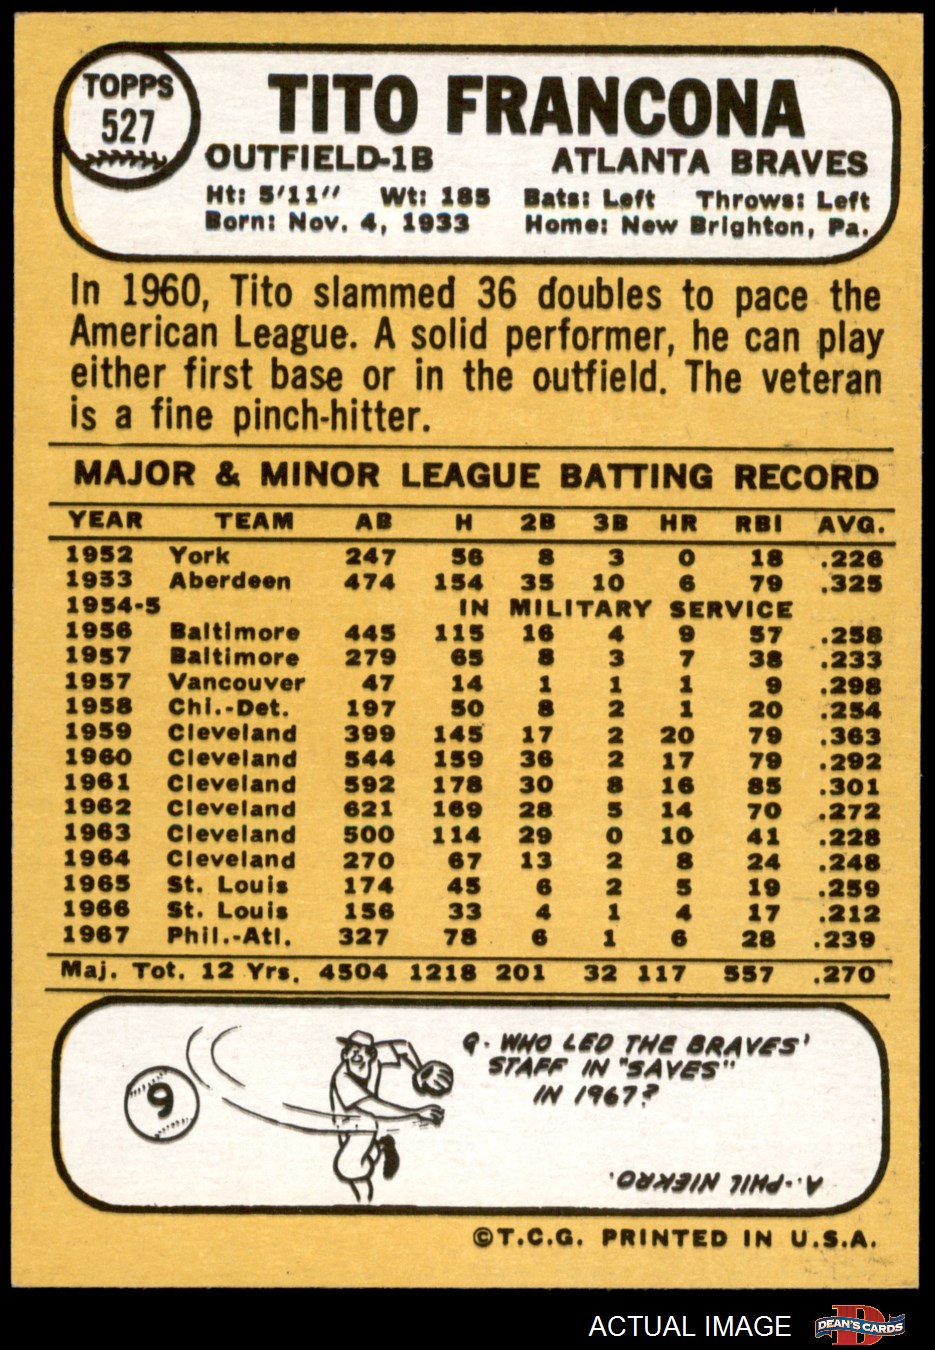 TOPPS
527
TITO FRANCONA
OUTFIELD-1B ATLANTA BRAVES
Ht: 5'11" Wt: 185 Bats: Left Throws: Left
Born: Nov. 4, 1933 Home: New Brighton, Pa.
In 1960, Tito slammed 36 doubles to pace the
American League. A solid performer, he can play
either first base or in the outfield. The veteran
is a fine pinch-hitter.
MAJOR & MINOR LEAGUE BATTING RECORD
YEAR TEAM AB H 2B 3B HR RBI AVG.
1952 York 247 56 8 3 0 18 .226
1953 Aberdeen 474 154 35 10 6 79 .325
1954-5 IN MILITARY SERVICE
1956 Baltimore 445 115 16 4 9 57 .258
1957 Baltimore 279 65 8 3 7 38 .233
1957 Vancouver 47 14 1 1 1 9 .298
1958 Chi.-Det. 197 50 8 2 1 20 .254
1959 Cleveland 399 145 17 2 20 79 .363
1960 Cleveland 544 159 36 2 17 79 .292
1961 Cleveland 592 178 30 8 16 85 .301
1962 Cleveland 621 169 28 5 14 70 .272
1963 Cleveland 500 114 29 0 10 41 .228
1964 Cleveland 270 67 13 2 8 24 .248
1965 St. Louis 174 45 6 2 5 19 .259
1966 St. Louis 156 33 4 1 4 17 .212
1967 Phil.-Atl. 327 78 6 1 6 28 .239
Maj. Tot. 12 Yrs. 4504 1218 201 32 117 557 .270
9
Q. WHO LED THE BRAVES'
STAFF IN "SAVES"
IN 1967?
A.-PHIL NIEKRO.
©T.C.G. PRINTED IN U.S.A.
ACTUAL IMAGE
D
DEAN'S CARDS